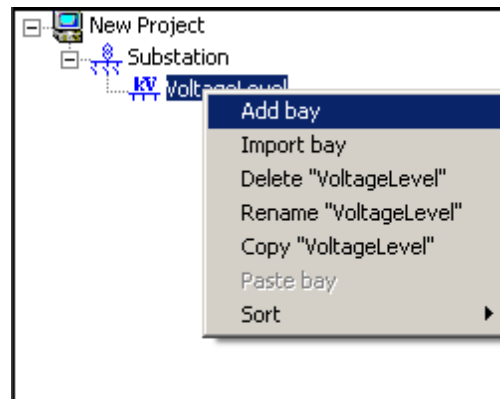 New Project
Substation
VoltageLevel
Add bay
Import bay
Delete "VoltageLevel"
Rename "VoltageLevel"
Copy "VoltageLevel"
Paste bay
Sort